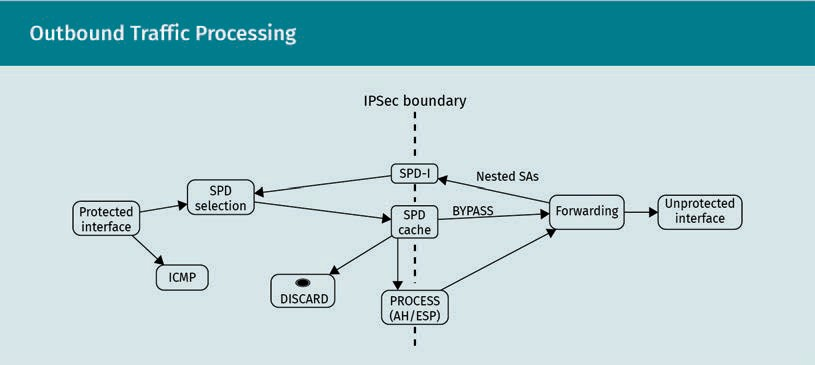 Outbound Traffic Processing
IPSec boundary
SPD-I
Nested SAs
SPD
selection
Protected
interface
SPD
cache
BYPASS
Forwarding
Unprotected
interface
ICMP
DISCARD
PROCESS
(AH/ESP)